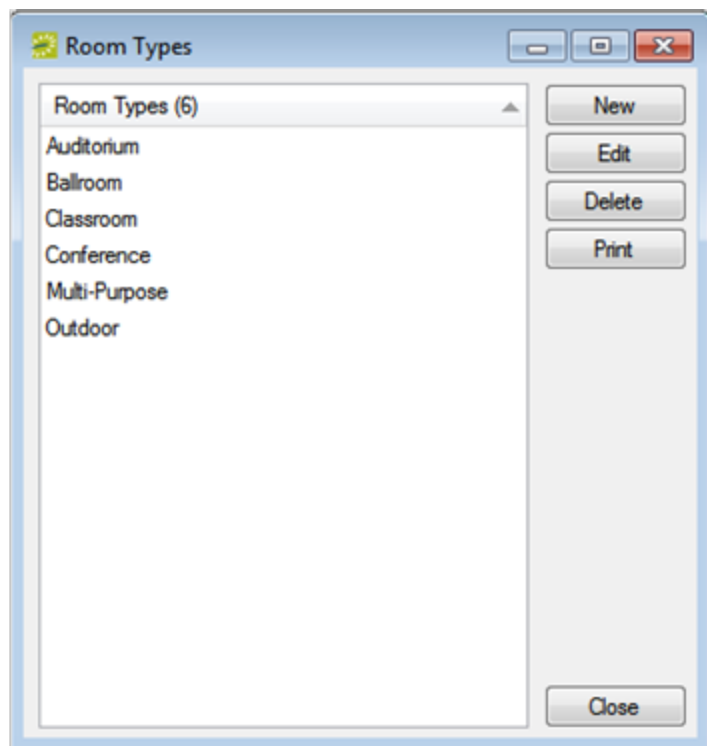 Room Types
Room Types (6)
Auditorium
Ballroom
Classroom
Conference
Multi-Purpose
Outdoor
New
Edit
Delete
Print
Close